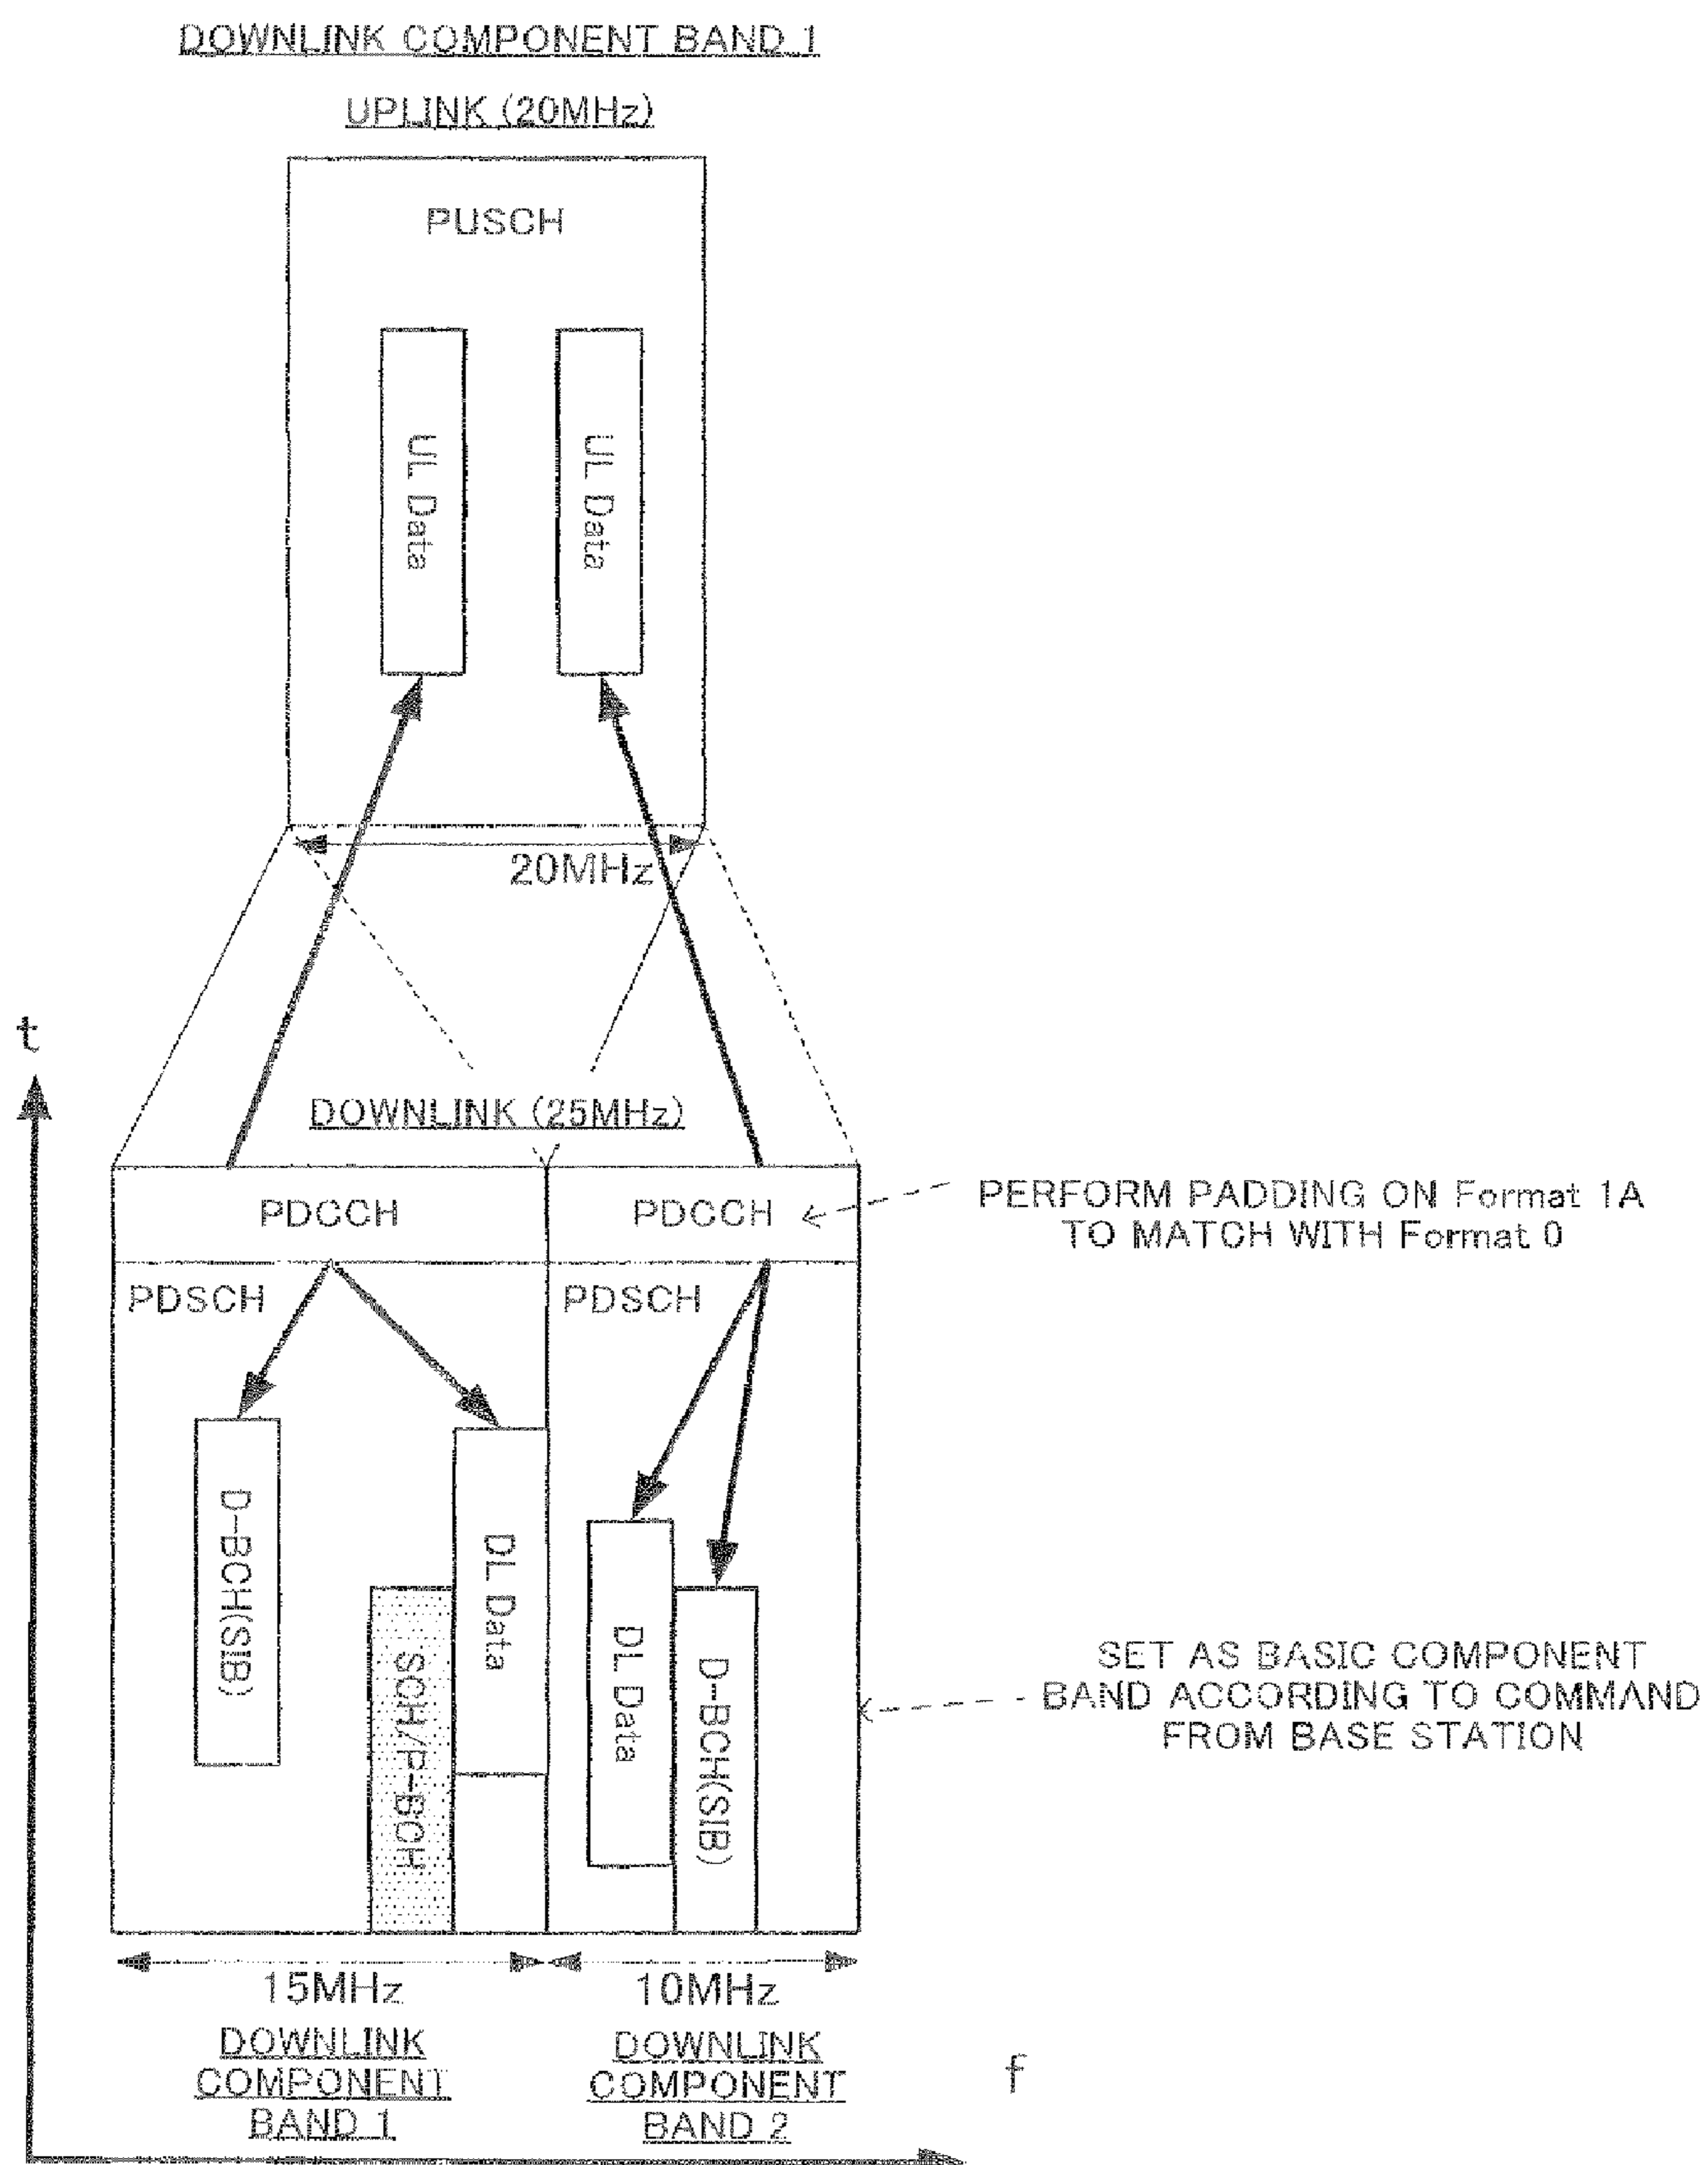 DOWNLINK COMPONENT BAND 1
UPLINK (20MHz)
PUSCH
UL Data
UL Data
20MHz
t
DOWNLINK (25MHz)
PDCCH
PDCCH
PERFORM PADDING ON Format 1A
TO MATCH WITH Format 0
PDSCH
PDSCH
D-BCH(SIB)
SCH/P-BCH
DL Data
DL Data
D-BCH(SIB)
SET AS BASIC COMPONENT
BAND ACCORDING TO COMMAND
FROM BASE STATION
15MHz
10MHz
DOWNLINK
COMPONENT
BAND 1
DOWNLINK
COMPONENT
BAND 2
f